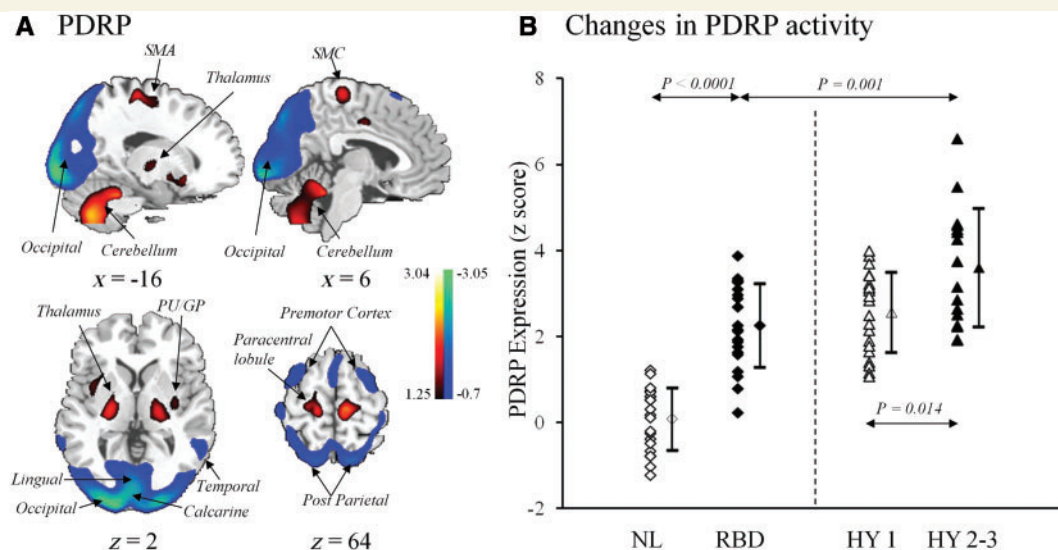 A PDRP
SMA
Thalamus
SMC
Occipital
Cerebellum
Occipital
Cerebellum
x = -16
x = 6
3.04
-3.05
1.25
-0.7
Thalamus
PU/GP
Premotor Cortex
Paracentral
lobule
Lingual
Occipital
Temporal
Calcarine
Post Parietal
z = 2
z = 64
B Changes in PDRP activity
PDRP Expression (z score)
8
6
4
2
0
-2
P < 0.0001
P = 0.001
P = 0.014
NL
RBD
HY 1
HY 2-3